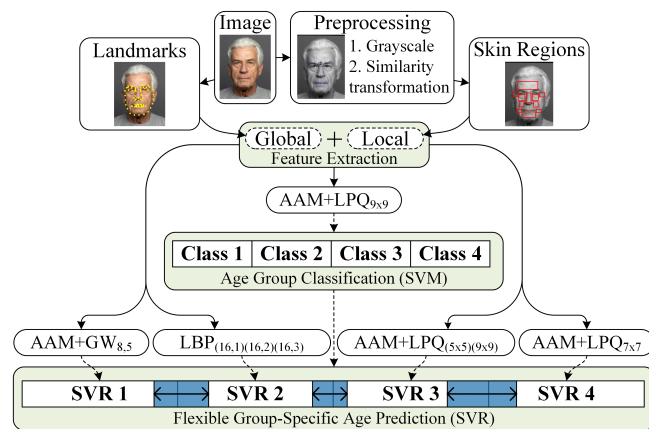 Image
Preprocessing
Landmarks
1. Grayscale
2. Similarity
transformation
Skin Regions
Global + Local
Feature Extraction
AAM+LPQ9x9
Class 1 Class 2 Class 3 Class 4
Age Group Classification (SVM)
AAM+GW8,5 LBP(16,1)(16,2)(16,3) AAM+LPQ(5x5)(9x9) AAM+LPQ7x7
SVR 1 SVR 2 SVR 3 SVR 4
Flexible Group-Specific Age Prediction (SVR)